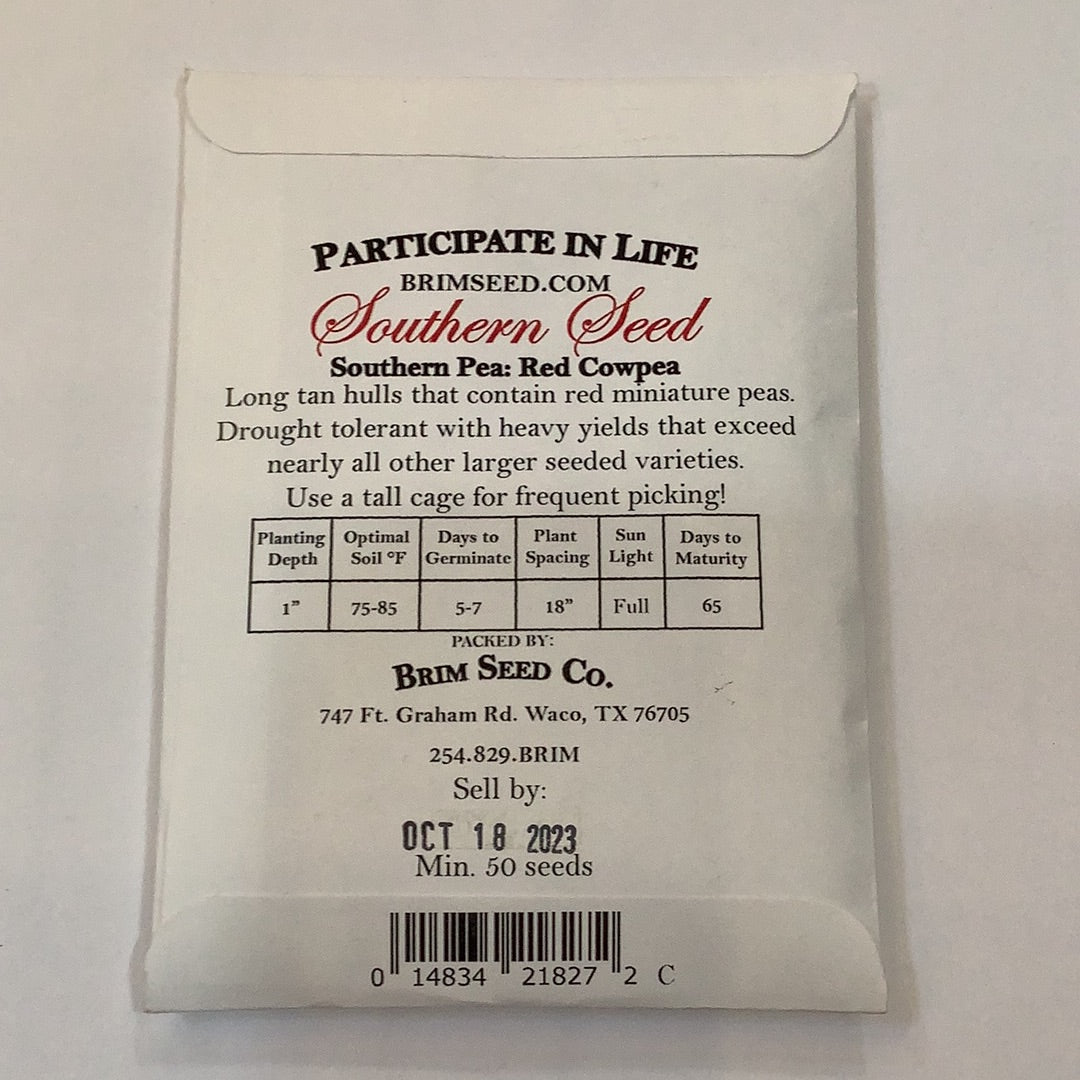 PARTICIPATE IN LIFE
BRIMSEED.COM
Southern Seed
Southern Pea: Red Cowpea
Long tan hulls that contain red miniature peas.
Drought tolerant with heavy yields that exceed
nearly all other larger seeded varieties.
Use a tall cage for frequent picking!
Planting Depth Optimal Soil °F Days to Germinate Plant Spacing Sun Light Days to Maturity
1" 75-85 5-7 18" Full 65
PACKED BY:
BRIM SEED CO.
747 Ft. Graham Rd. Waco, TX 76705
254.829.BRIM
Sell by:
OCT 18 2023
Min. 50 seeds
0 14834 21827 2 C